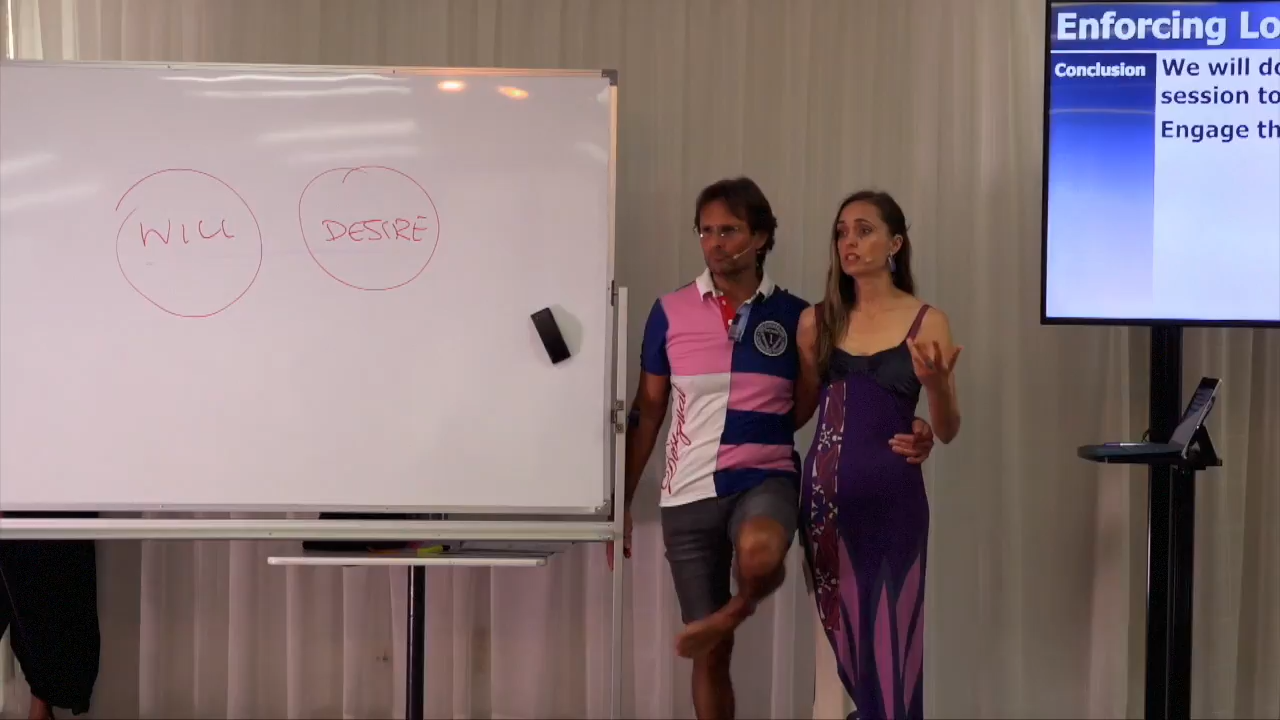 WILL
DESIRE
Enforcing Lo
Conclusion
We will do
session to
Engage th